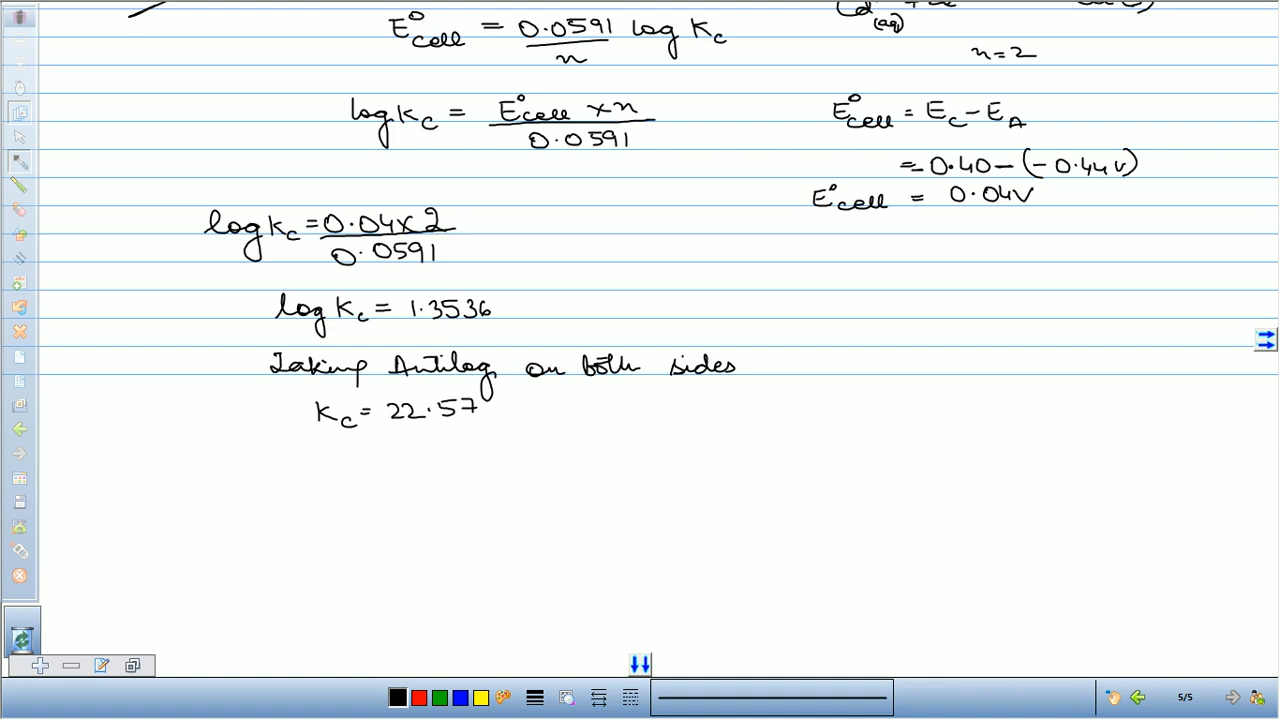 E°cell = 0.0591/n log Kc
(aq)
n=2
log Kc = E°cell x n / 0.0591
E°cell = EC - EA
= -0.40 - (-0.44 V)
E°cell = 0.04V
log Kc = 0.04 x 2 / 0.0591
log Kc = 1.3536
Taking Antilog on both sides
Kc = 22.57
5/5